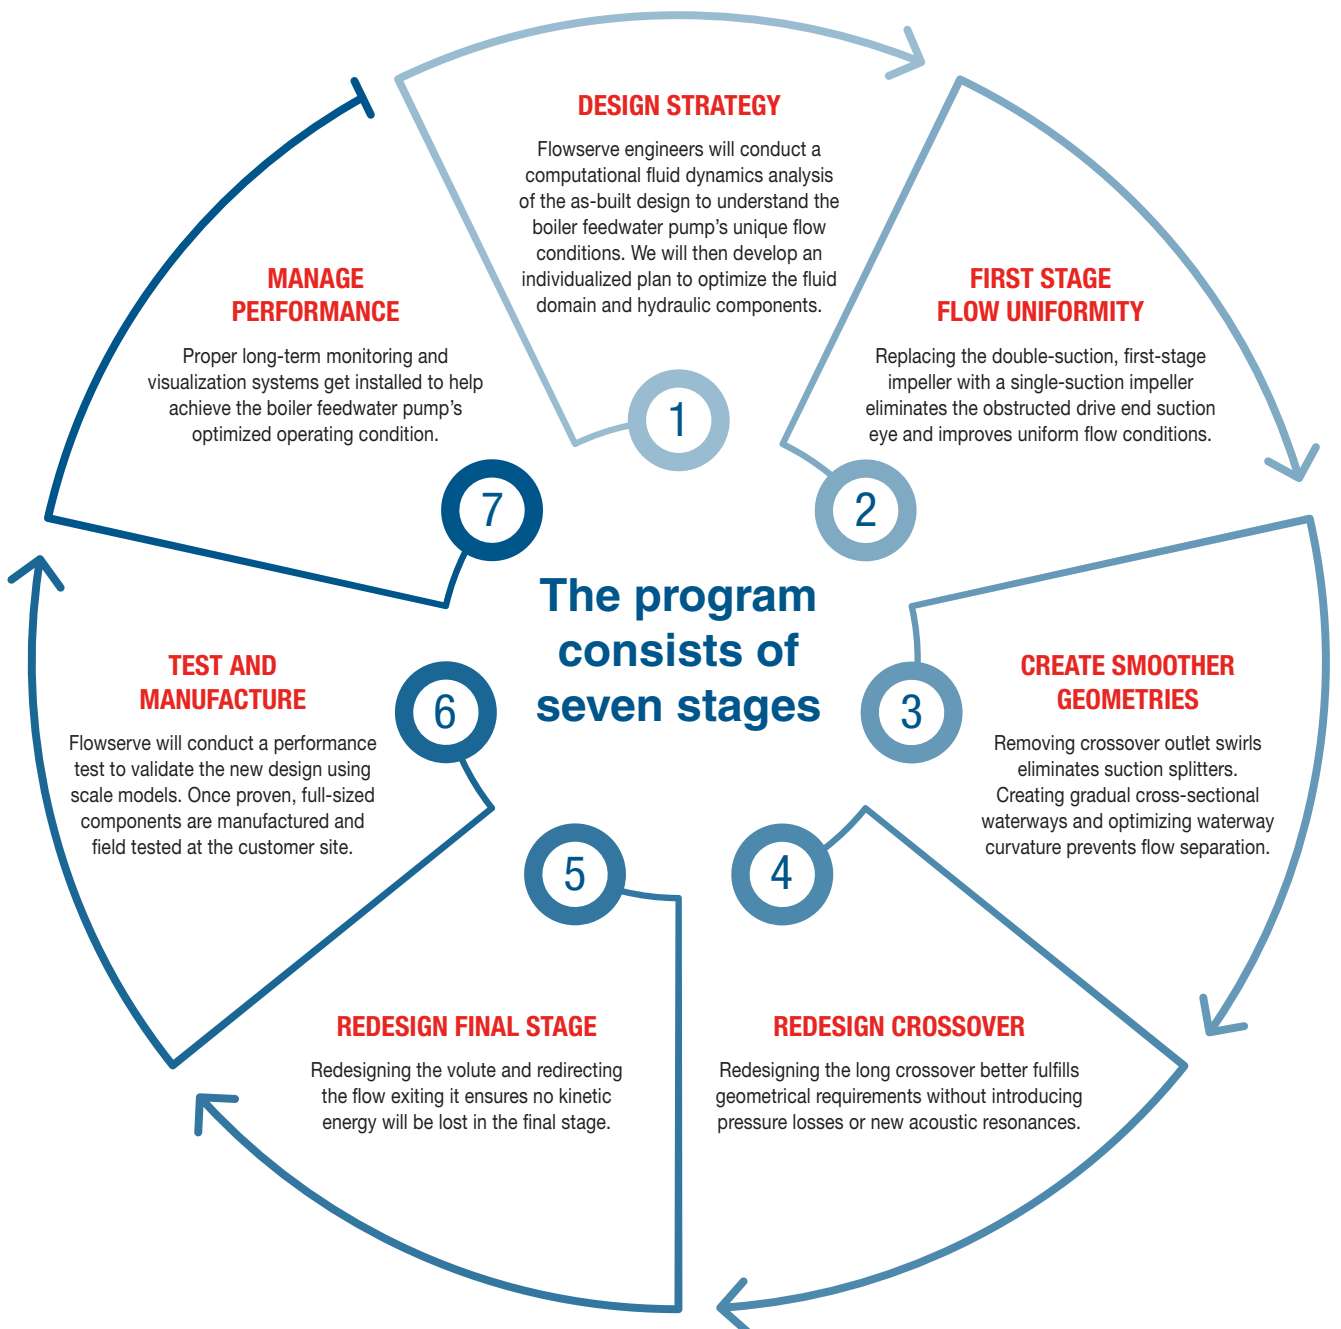 DESIGN STRATEGY
Flowserve engineers will conduct a
computational fluid dynamics analysis
of the as-built design to understand the
boiler feedwater pump’s unique flow
conditions. We will then develop an
individualized plan to optimize the fluid
domain and hydraulic components.
1
FIRST STAGE
FLOW UNIFORMITY
Replacing the double-suction, first-stage
impeller with a single-suction impeller
eliminates the obstructed drive end suction
eye and improves uniform flow conditions.
2
CREATE SMOOTHER
GEOMETRIES
Removing crossover outlet swirls
eliminates suction splitters.
Creating gradual cross-sectional
waterways and optimizing waterway
curvature prevents flow separation.
3
REDESIGN CROSSOVER
Redesigning the long crossover better fulfills
geometrical requirements without introducing
pressure losses or new acoustic resonances.
4
REDESIGN FINAL STAGE
Redesigning the volute and redirecting
the flow exiting it ensures no kinetic
energy will be lost in the final stage.
5
TEST AND
MANUFACTURE
Flowserve will conduct a performance
test to validate the new design using
scale models. Once proven, full-sized
components are manufactured and
field tested at the customer site.
6
MANAGE
PERFORMANCE
Proper long-term monitoring and
visualization systems get installed to help
achieve the boiler feedwater pump’s
optimized operating condition.
7
The program
consists of
seven stages